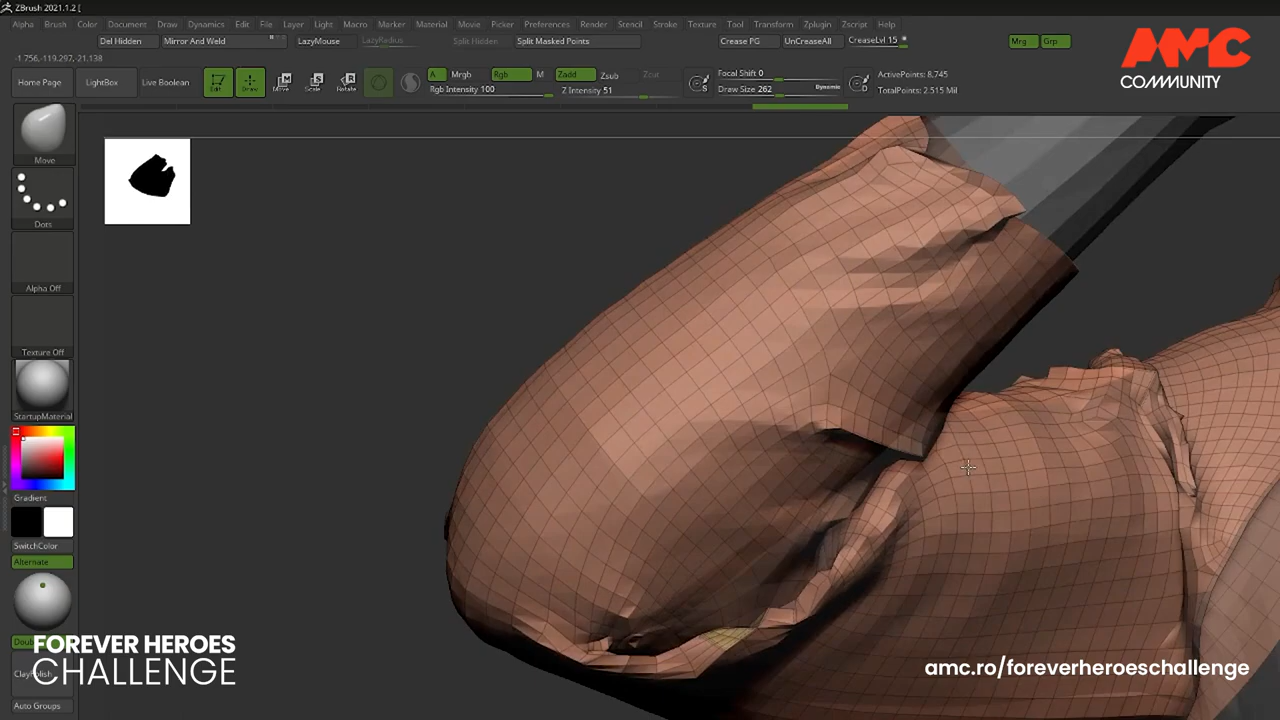 ZBrush 2021.1.2 [
Alpha Brush Color Document Draw Dynamics Edit File Layer Light Macro Marker Material Movie Picker Preferences Render Stencil Stroke Texture Tool Transform Zplugin Zscript Help
Del Hidden Mirror And Weld LazyMouse LazyRadius Split Hidden Split Masked Points Crease PG UnCreaseAll CreaseLvl 15 Mrg Grp
-1.756,-119.297,-21.138
Home Page LightBox Live Boolean Edit Draw Move Scale Rotate
A Mrgb Rgb M Zadd Zsub Zcut
Rgb Intensity 100 Z Intensity 51
S Focal Shift 0
Draw Size 262 Dynamic
D ActivePoints: 8,745
TotalPoints: 2.515 Mil
AMC
COMMUNITY
Move
Dots
Alpha Off
Texture Off
StartupMaterial
Gradient
SwitchColor
Alternate
Doub
ClayPolish
Auto Groups
FOREVER HEROES
CHALLENGE
amc.ro/foreverheroeschallenge